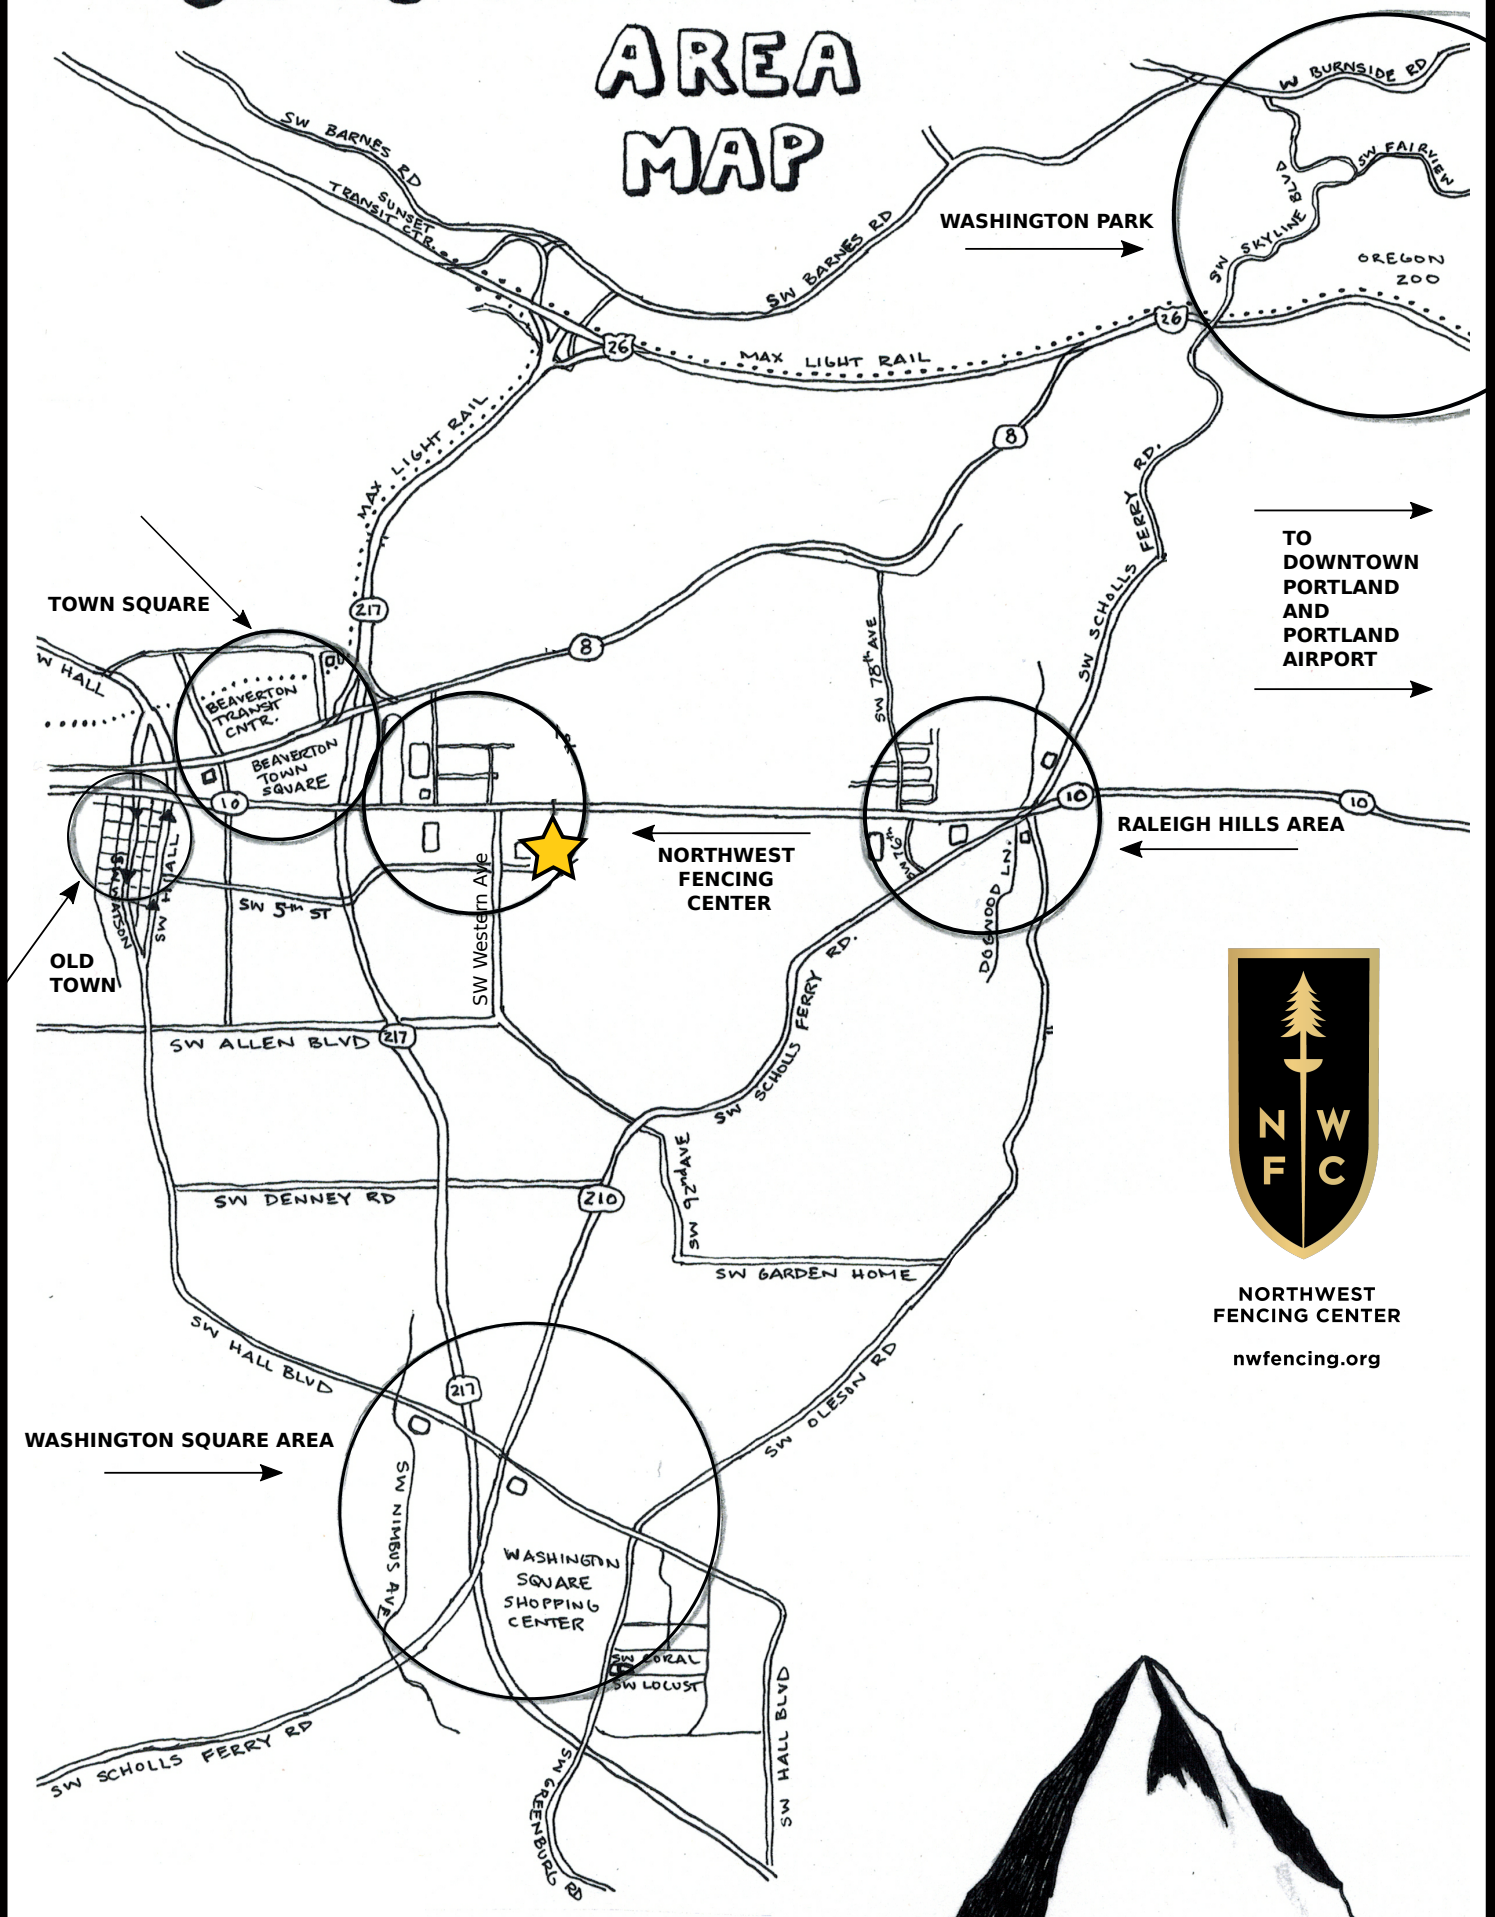 AREA
MAP
W BURNSIDE RD
SW BARNES RD
SW FAIRVIEW
SUNSET
TRANSIT CTR.
SW SKYLINE BLVD
WASHINGTON PARK
SW BARNES RD
OREGON
ZOO
26
26
MAX LIGHT RAIL
MAX LIGHT RAIL
8
SW SCHOLLS FERRY RD.
TO
DOWNTOWN
PORTLAND
AND
PORTLAND
AIRPORT
TOWN SQUARE
217
8
SW 78th AVE
W HALL
BEAVERTON
TRANSIT
CNTR.
BEAVERTON
TOWN
SQUARE
10
10
10
RALEIGH HILLS AREA
NORTHWEST
FENCING
CENTER
SW 76th
DOGWOOD LN.
SW HALL
SW WATSON
SW 5TH ST
SW Western Ave
OLD
TOWN
SW SCHOLLS FERRY RD.
SW ALLEN BLVD
217
N W
F C
SW 92nd AVE
SW DENNEY RD
210
SW GARDEN HOME
NORTHWEST
FENCING CENTER
nwfencing.org
SW HALL BLVD
217
SW OLESON RD
WASHINGTON SQUARE AREA
SW NIMBUS AVE
WASHINGTON
SQUARE
SHOPPING
CENTER
SW CORAL
SW LOCUST
SW HALL BLVD
SW SCHOLLS FERRY RD
SW GREENBURG RD